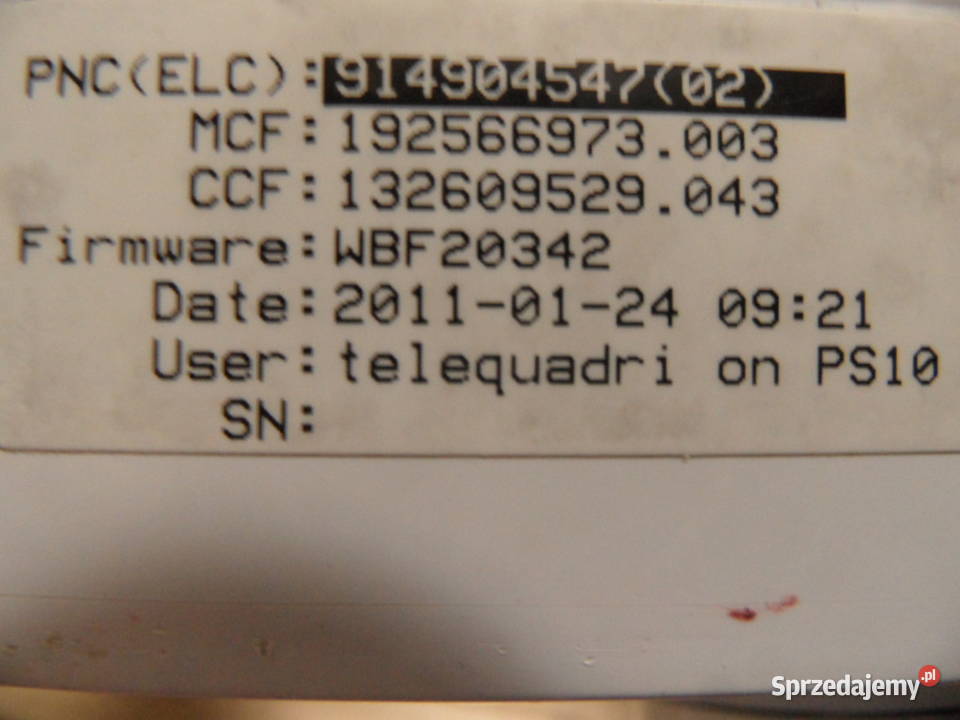 PNC(ELC):914904547(02)
MCF:192566973.003
CCF:132609529.043
Firmware:WBF20342
Date:2011-01-24 09:21
User:telequadri on PS10
SN:
Sprzedajemy.pl